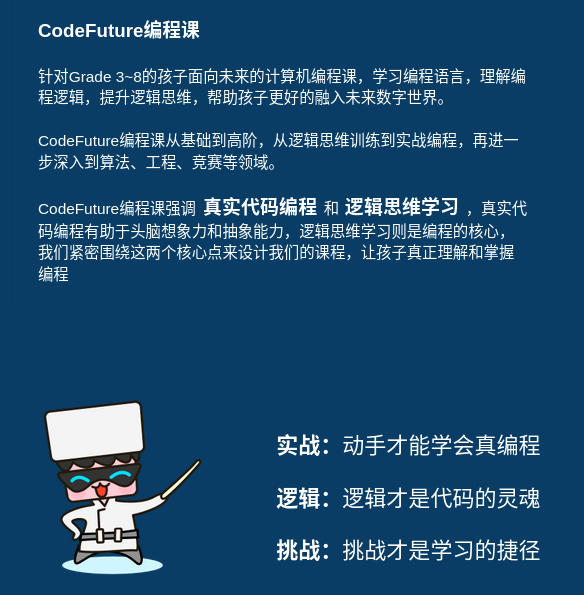 CodeFuture编程课
针对Grade 3~8的孩子面向未来的计算机编程课，学习编程语言，理解编
程逻辑，提升逻辑思维，帮助孩子更好的融入未来数字世界。
CodeFuture编程课从基础到高阶，从逻辑思维训练到实战编程，再进一
步深入到算法、工程、竞赛等领域。
CodeFuture编程课强调 真实代码编程 和 逻辑思维学习 ，真实代
码编程有助于头脑想象力和抽象能力，逻辑思维学习则是编程的核心，
我们紧密围绕这两个核心点来设计我们的课程，让孩子真正理解和掌握
编程
实战：动手才能学会真编程
逻辑：逻辑才是代码的灵魂
挑战：挑战才是学习的捷径